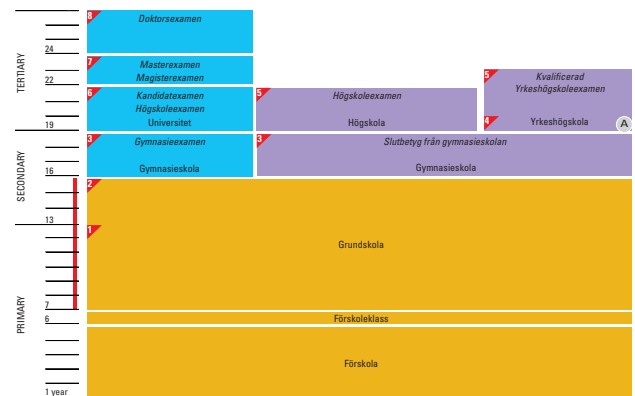 TERTIARY
SECONDARY
PRIMARY
24
22
19
16
13
7
6
1 year
8
Doktorsexamen
7
Masterexamen
Magisterexamen
6
Kandidatexamen
Högskoleexamen
Universitet
5
Högskoleexamen
Högskola
5
Kvalificerad
Yrkeshögskoleexamen
4
Yrkeshögskola
A
3
Gymnasieexamen
Gymnasieskola
3
Slutbetyg från gymnasieskolan
Gymnasieskola
2
1
Grundskola
Förskoleklass
Förskola